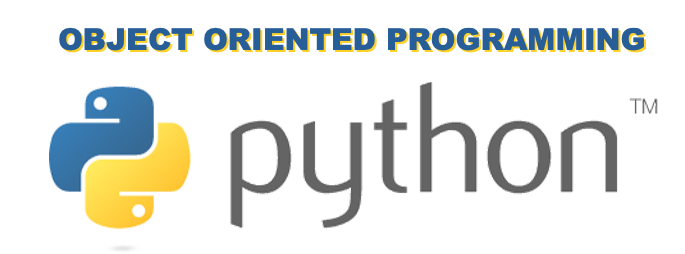 OBJECT ORIENTED PROGRAMMING
python™